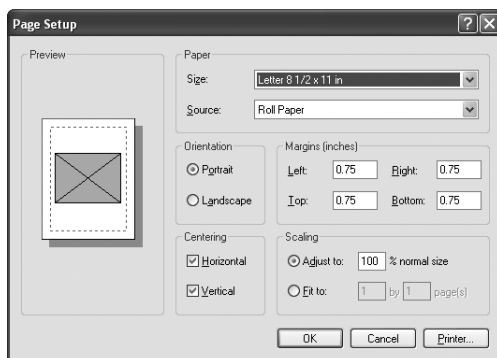 Page Setup
Preview
Paper
Size: Letter 8 1/2 x 11 in
Source: Roll Paper
Orientation
Portrait
Landscape
Margins (inches)
Left: 0.75 Right: 0.75
Top: 0.75 Bottom: 0.75
Centering
Horizontal
Vertical
Scaling
Adjust to: 100 % normal size
Fit to: 1 by 1 page(s)
OK Cancel Printer...